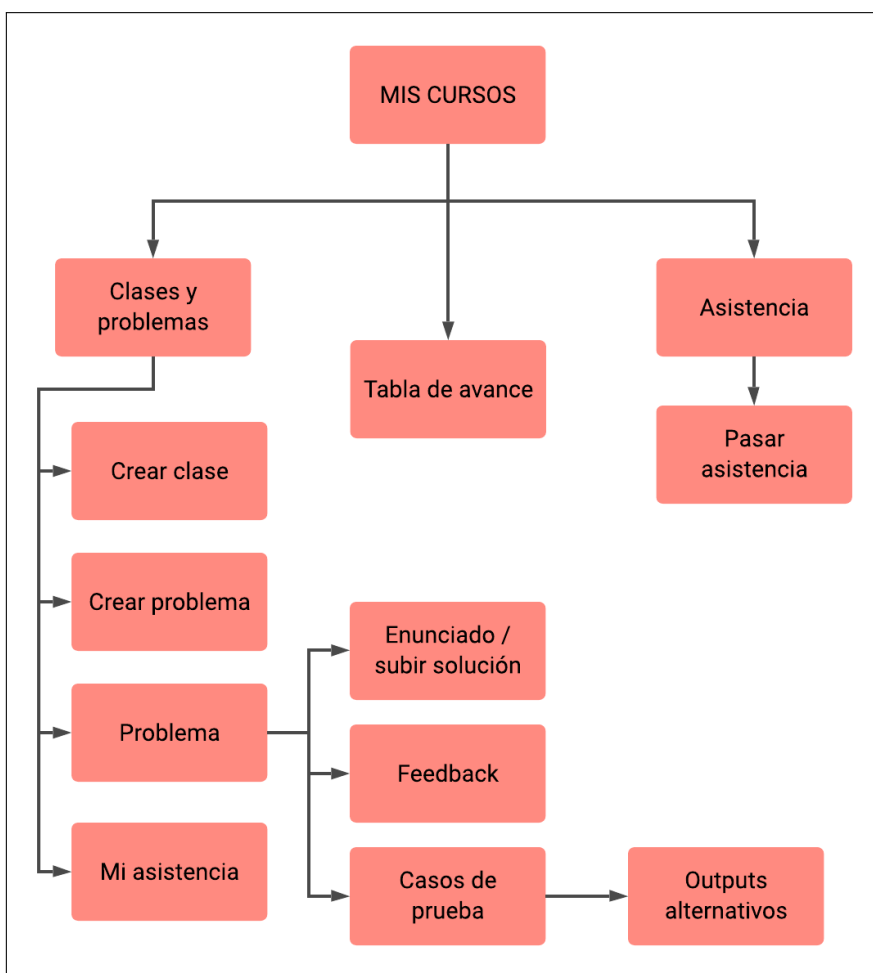 MIS CURSOS
Clases y
problemas
Tabla de avance
Asistencia
Pasar
asistencia
Crear clase
Crear problema
Problema
Mi asistencia
Enunciado /
subir solución
Feedback
Casos de
prueba
Outputs
alternativos